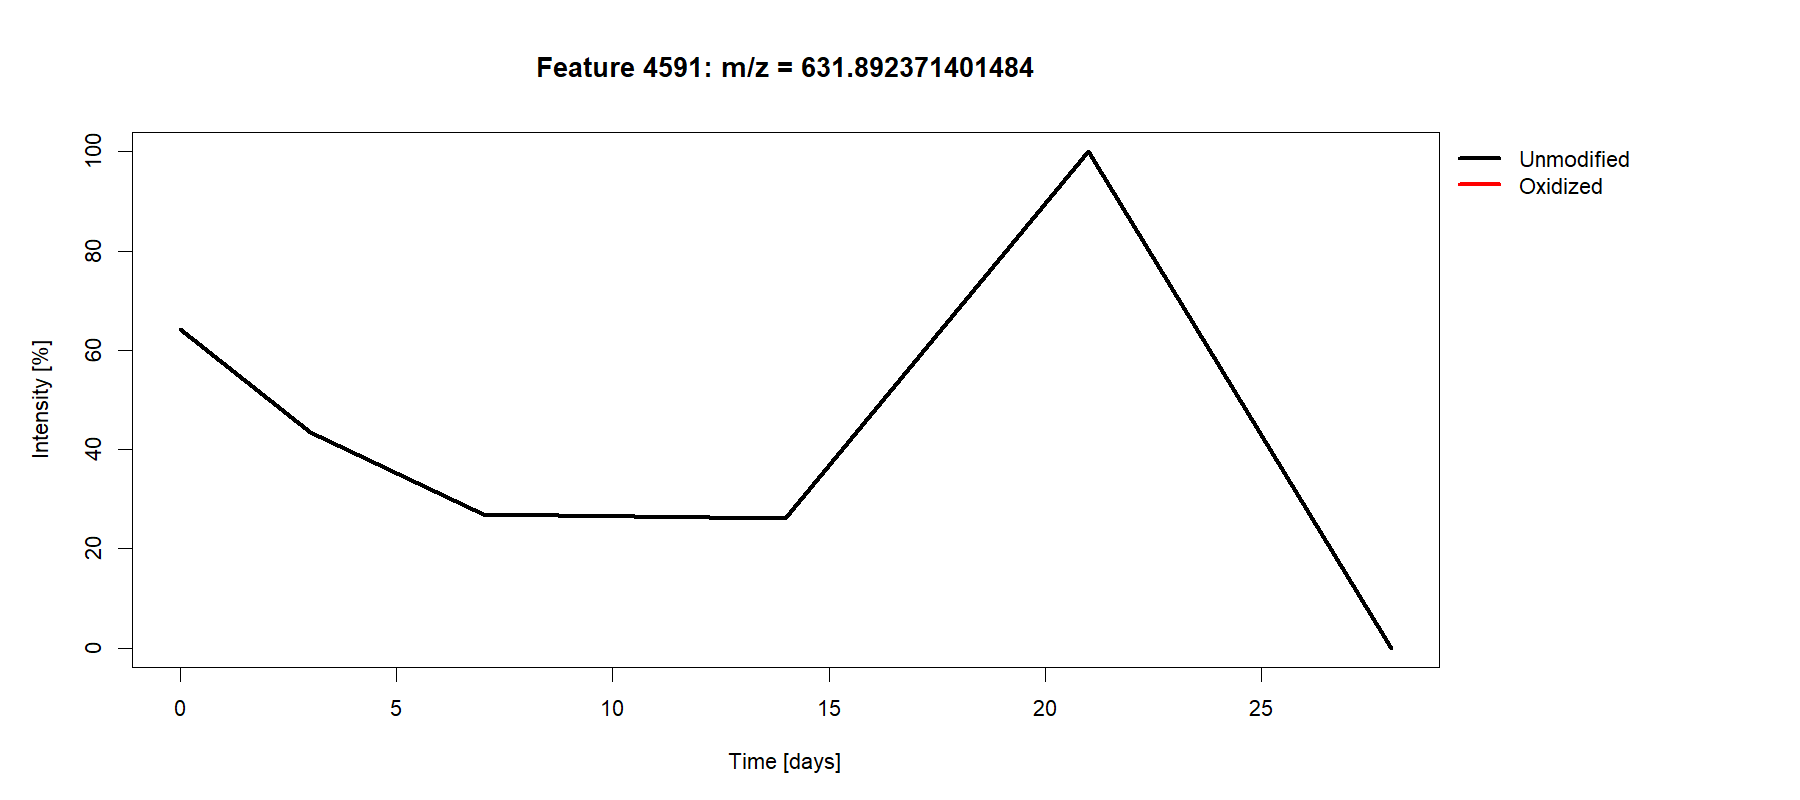 Feature 4591: m/z = 631.892371401484
Unmodified
Oxidized
Intensity [%]
100
80
60
40
20
0
0 5 10 15 20 25
Time [days]